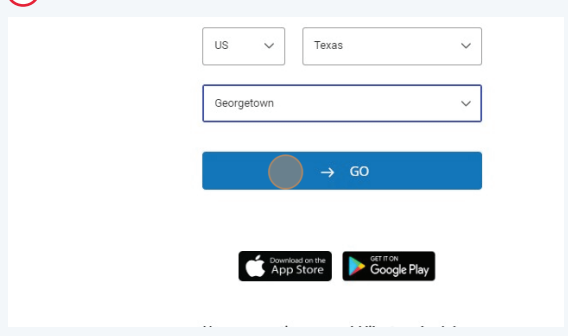 US Texas
Georgetown
→ GO
Download on the GET IT ON
App Store Google Play